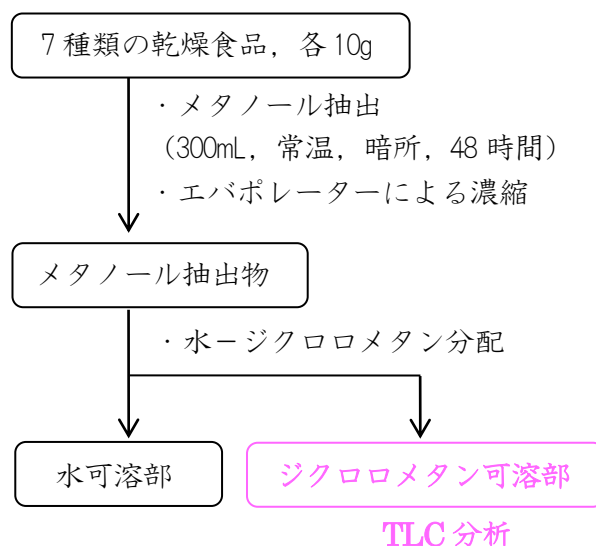 7種類の乾燥食品，各10g
・メタノール抽出
（300mL，常温，暗所，48時間）
・エバポレーターによる濃縮
メタノール抽出物
・水－ジクロロメタン分配
水可溶部
ジクロロメタン可溶部
TLC分析